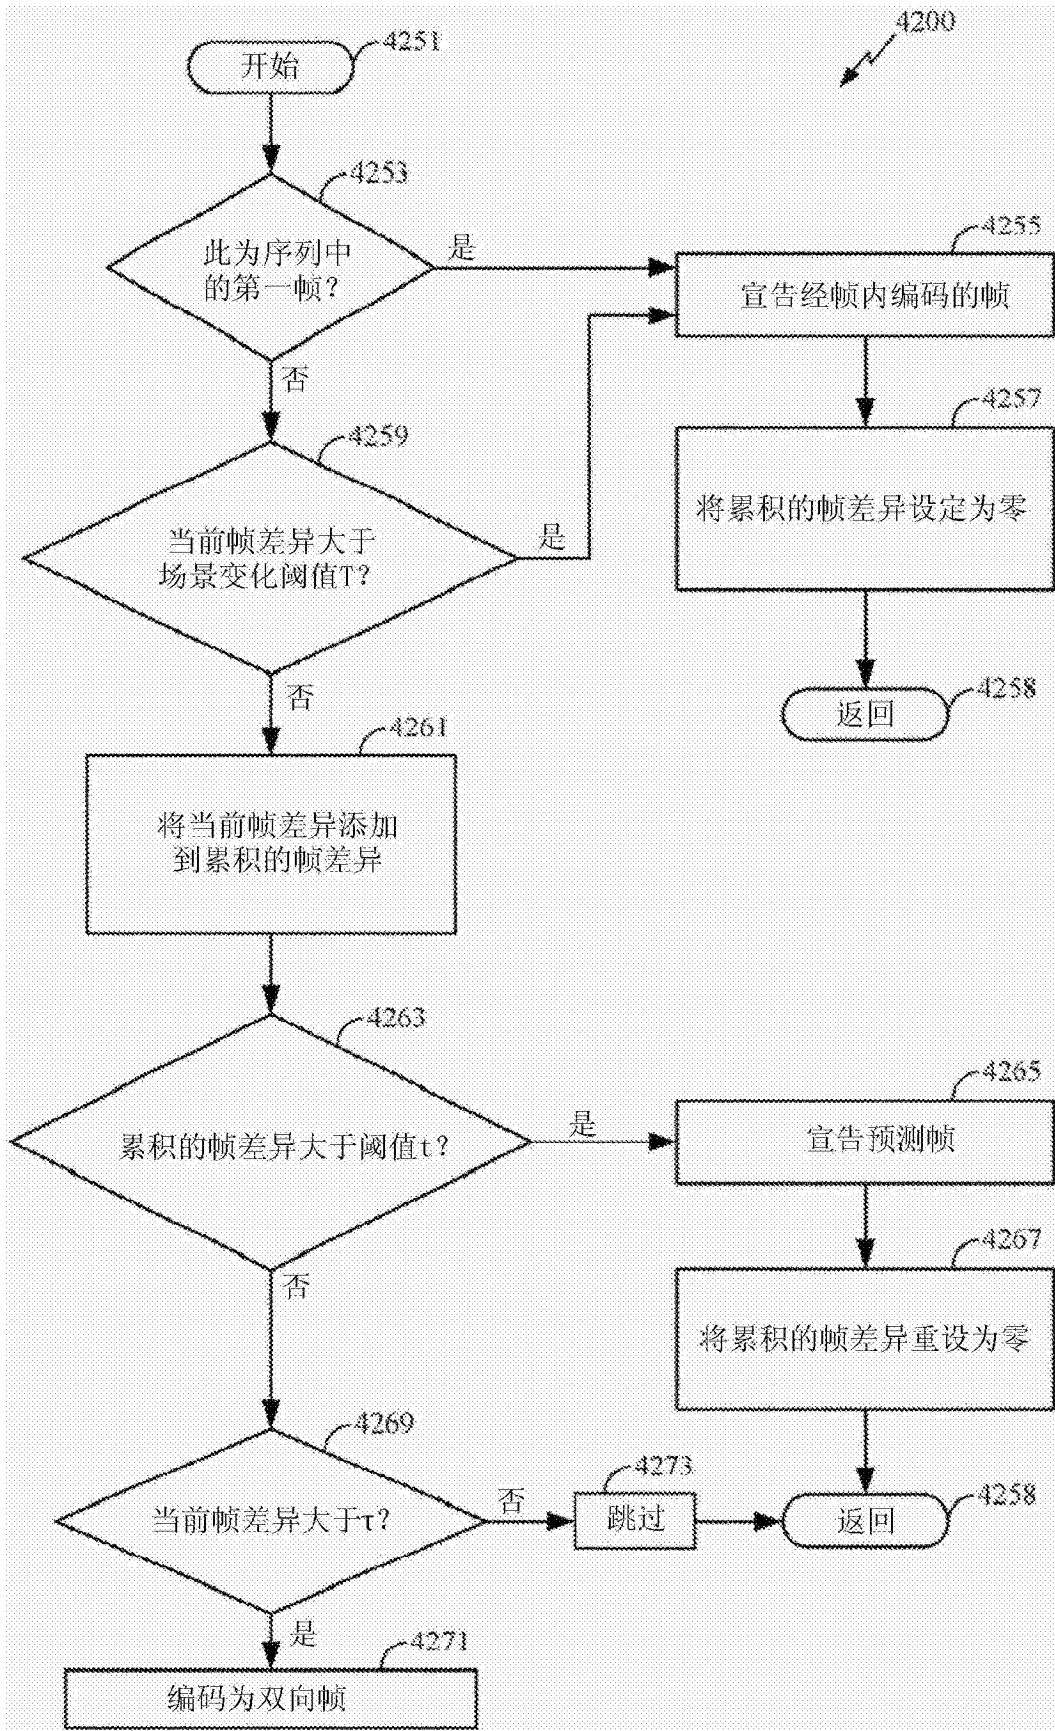 4200
4251
开始
4253
此为序列中
的第一帧?
是
4255
宣告经帧内编码的帧
否
4257
将累积的帧差异设定为零
4259
当前帧差异大于
场景变化阈值T?
是
4258
返回
否
4261
将当前帧差异添加
到累积的帧差异
4263
累积的帧差异大于阈值t?
是
4265
宣告预测帧
否
4267
将累积的帧差异重设为零
4269
当前帧差异大于τ?
否
4273
跳过
4258
返回
是
4271
编码为双向帧